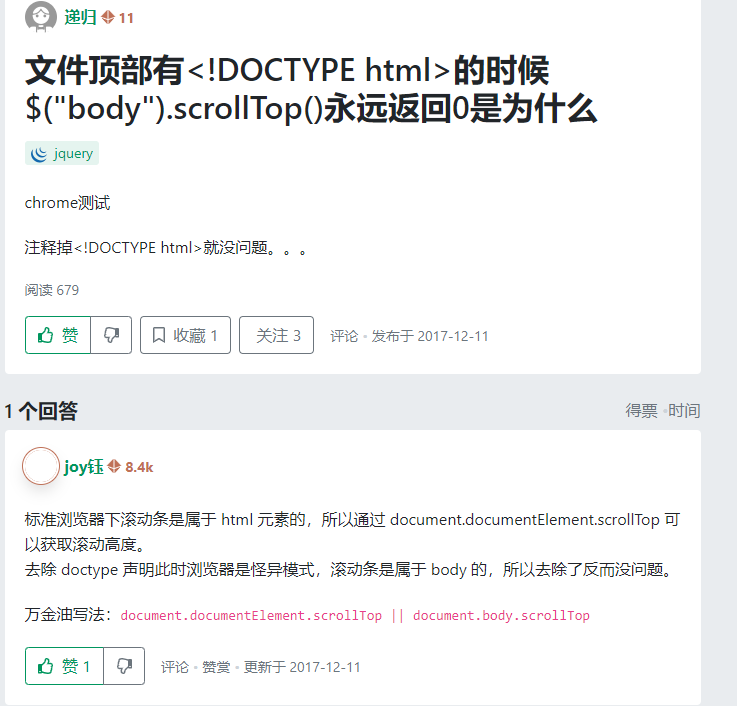 递归 11
文件顶部有<!DOCTYPE html>的时候
$("body").scrollTop()永远返回0是为什么
jquery
chrome测试
注释掉<!DOCTYPE html>就没问题。。。
阅读 679
赞 收藏 1 关注 3 评论 • 发布于 2017-12-11
1 个回答 得票 • 时间
joy钰 8.4k
标准浏览器下滚动条是属于 html 元素的，所以通过 document.documentElement.scrollTop 可
以获取滚动高度。
去除 doctype 声明此时浏览器是怪异模式，滚动条是属于 body 的，所以去除了反而没问题。
万金油写法：document.documentElement.scrollTop || document.body.scrollTop
赞 1 评论 • 赞赏 • 更新于 2017-12-11